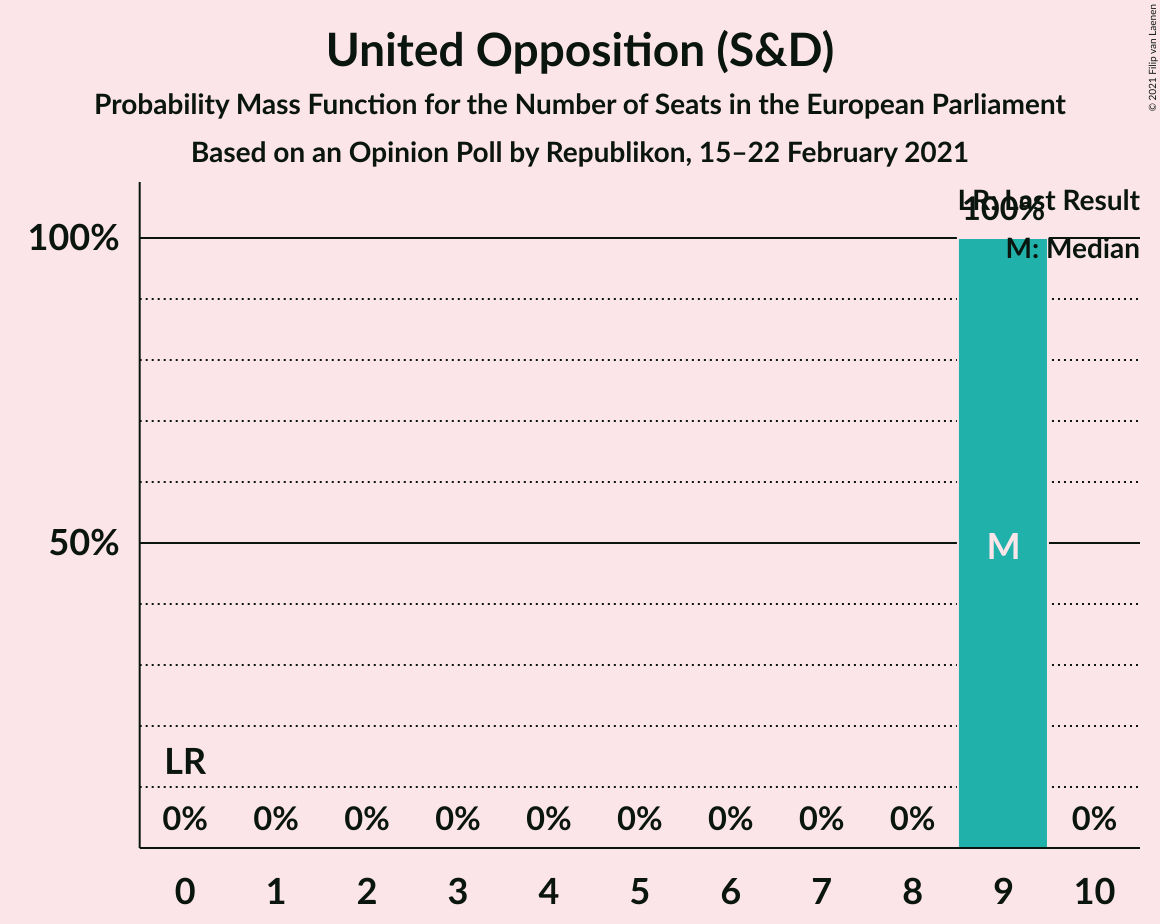 United Opposition (S&D)
Probability Mass Function for the Number of Seats in the European Parliament
Based on an Opinion Poll by Republikon, 15–22 February 2021
© 2021 Filip van Laenen
LR: Last Result
100%
M: Median
100%
50%
M
LR
0% 0% 0% 0% 0% 0% 0% 0% 0% 0%
0 1 2 3 4 5 6 7 8 9 10